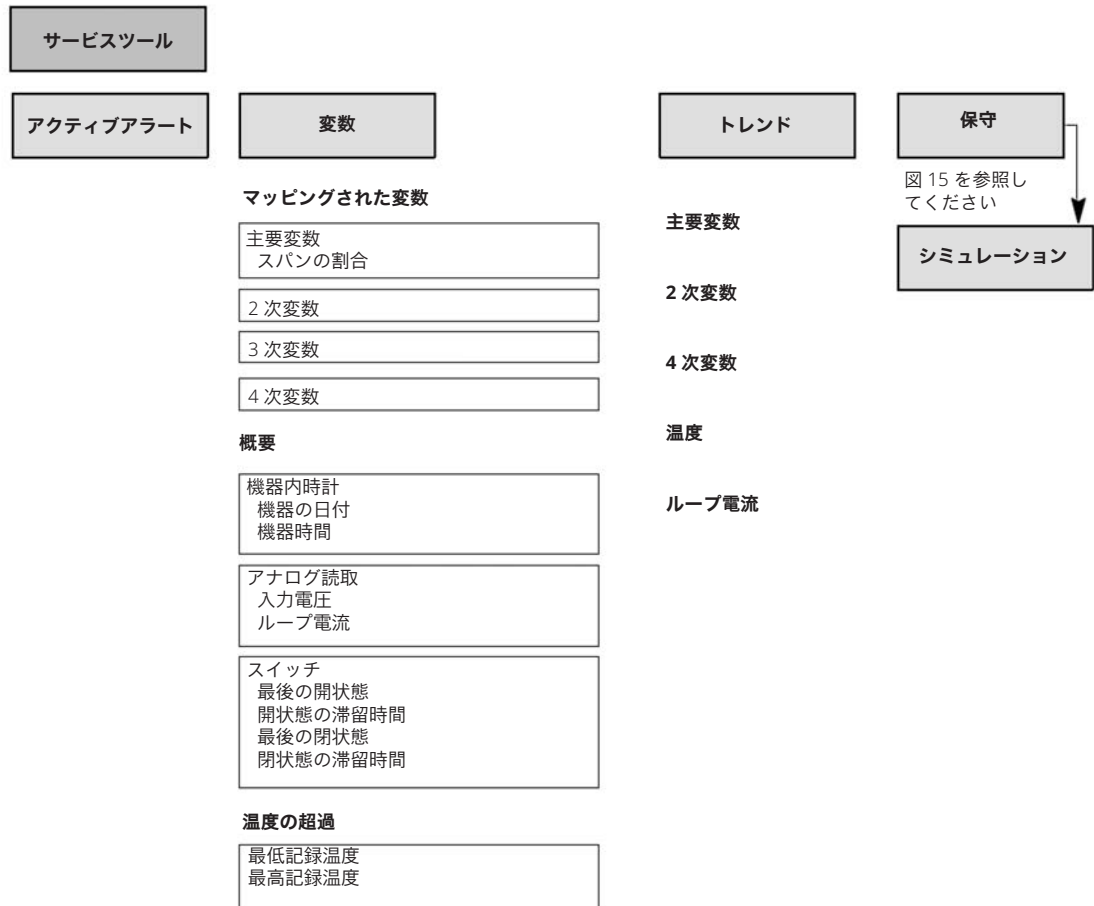 サービスツール
アクティブアラート
変数
マッピングされた変数
主要変数
スパンの割合
2 次変数
3 次変数
4 次変数
概要
機器内時計
機器の日付
機器時間
アナログ読取
入力電圧
ループ電流
スイッチ
最後の開状態
開状態の滞留時間
最後の閉状態
閉状態の滞留時間
温度の超過
最低記録温度
最高記録温度
トレンド
主要変数
2 次変数
4 次変数
温度
ループ電流
保守
図 15 を参照し
てください
シミュレーション